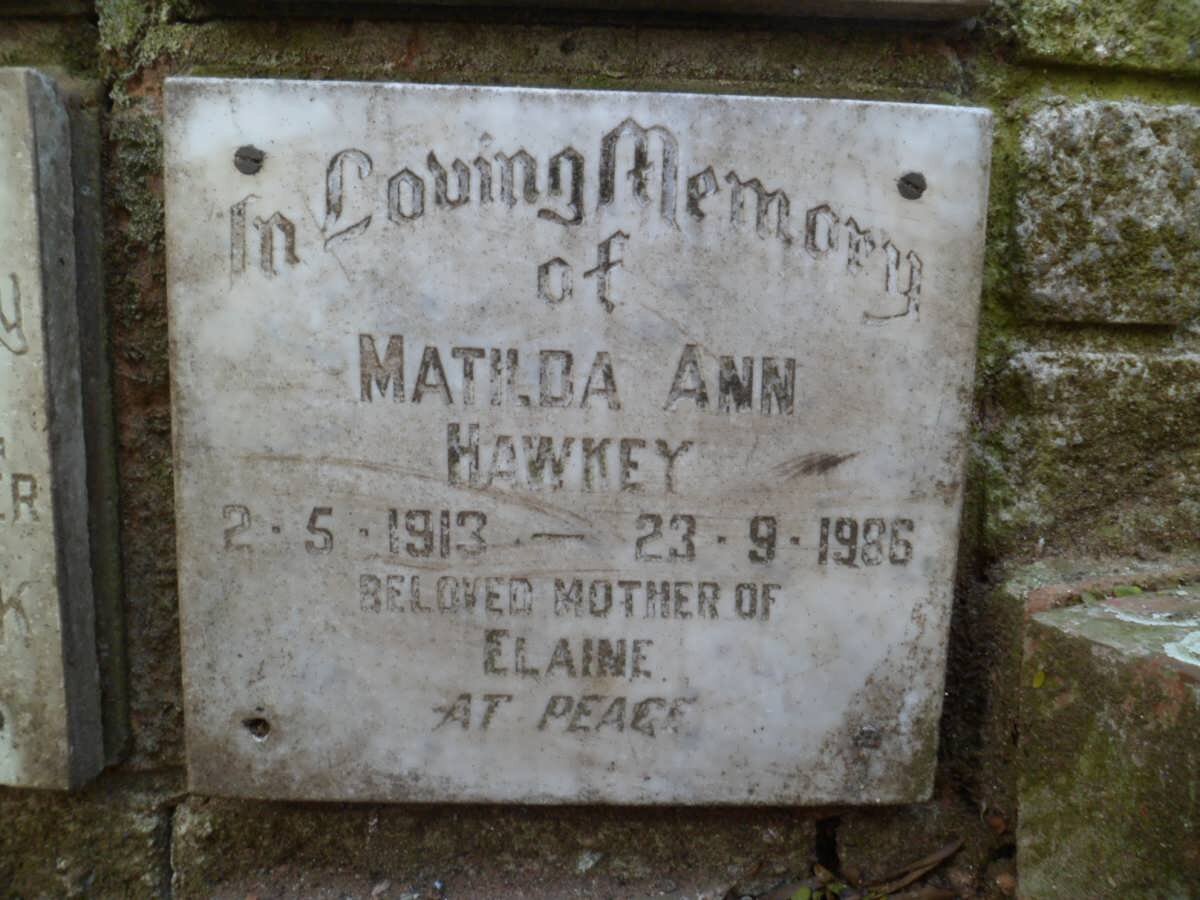 In Loving Memory
of
MATILDA ANN
HAWKEY
2·5·1913 — 23·9·1986
BELOVED MOTHER OF
ELAINE
AT PEACE